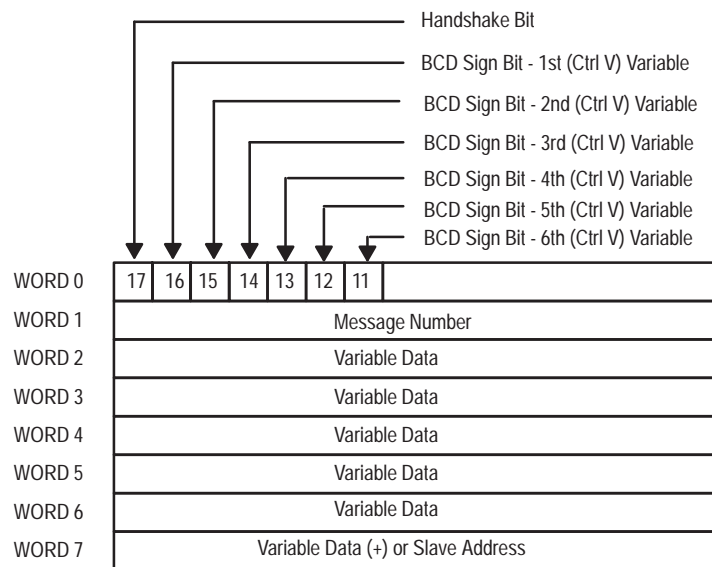 Handshake Bit
BCD Sign Bit - 1st (Ctrl V) Variable
BCD Sign Bit - 2nd (Ctrl V) Variable
BCD Sign Bit - 3rd (Ctrl V) Variable
BCD Sign Bit - 4th (Ctrl V) Variable
BCD Sign Bit - 5th (Ctrl V) Variable
BCD Sign Bit - 6th (Ctrl V) Variable
WORD 0 17 16 15 14 13 12 11
WORD 1 Message Number
WORD 2 Variable Data
WORD 3 Variable Data
WORD 4 Variable Data
WORD 5 Variable Data
WORD 6 Variable Data
WORD 7 Variable Data (+) or Slave Address